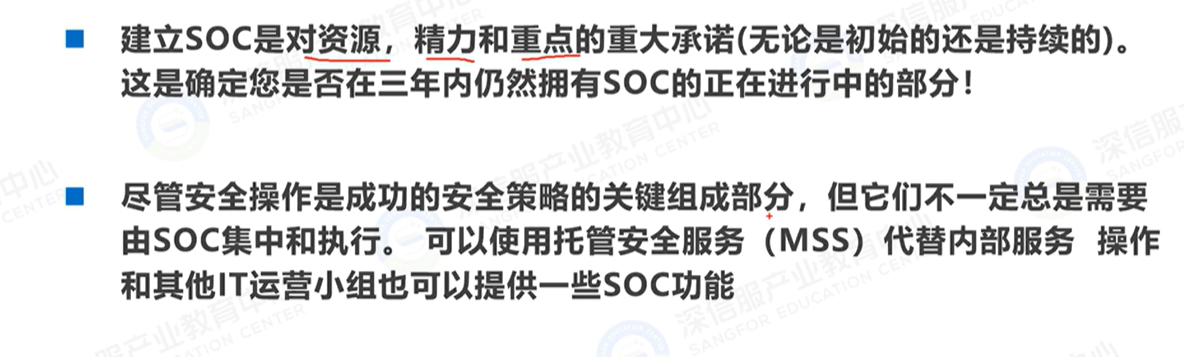 建立SOC是对资源，精力和重点的重大承诺(无论是初始的还是持续的)。
这是确定您是否在三年内仍然拥有SOC的正在进行中的部分！
尽管安全操作是成功的安全策略的关键组成部分，但它们不一定总是需要
由SOC集中和执行。 可以使用托管安全服务（MSS）代替内部服务 操作
和其他IT运营小组也可以提供一些SOC功能
深信服产业教育中心
SANGFOR EDUCATION CENTER